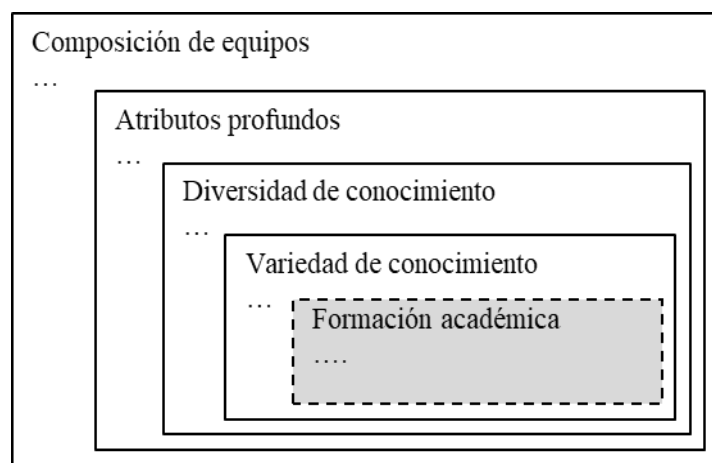 Composición de equipos
…
Atributos profundos
…
Diversidad de conocimiento
…
Variedad de conocimiento
…
Formación académica
….